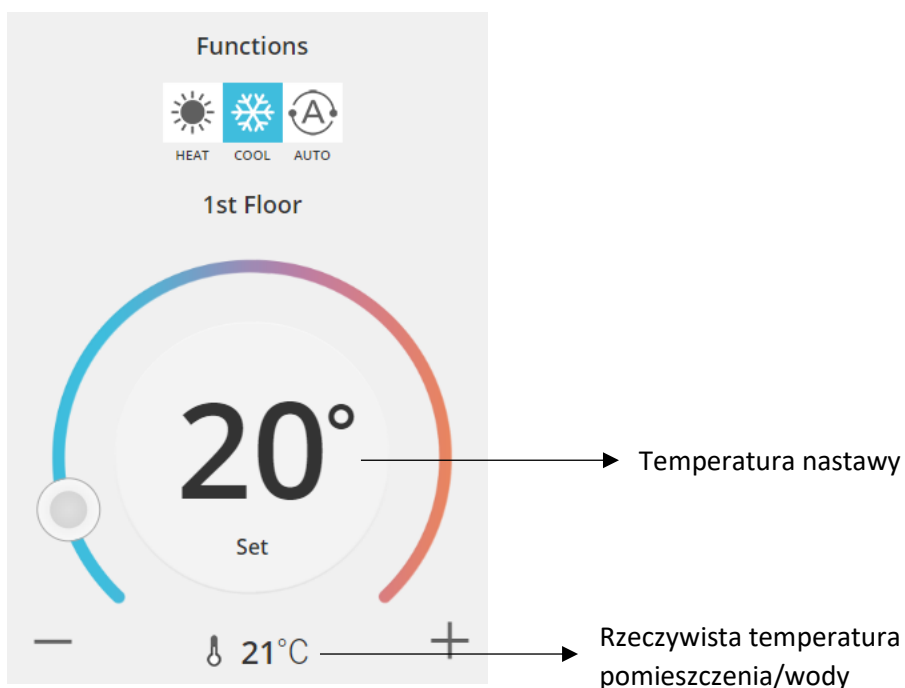 Functions
HEAT COOL AUTO
1st Floor
20°
Temperatura nastawy
Set
21°C
Rzeczywista temperatura
pomieszczenia/wody